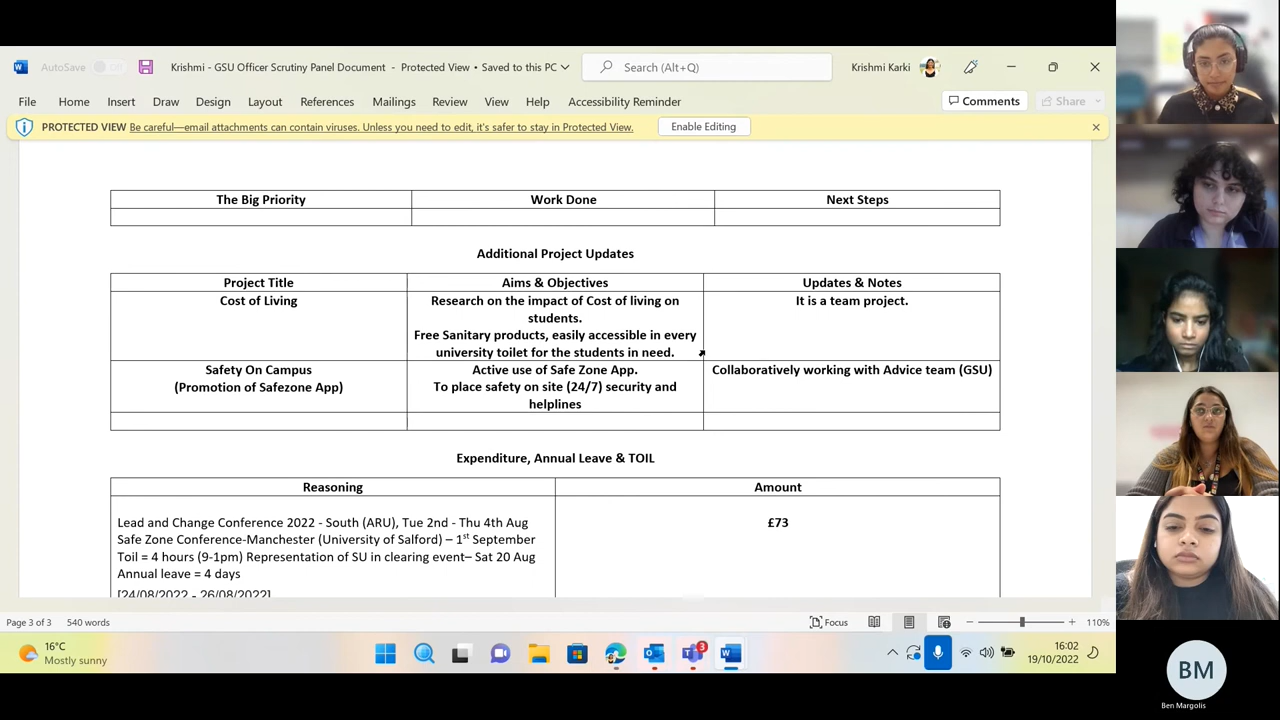 AutoSave Off
Krishmi - GSU Officer Scrutiny Panel Document - Protected View • Saved to this PC
Search (Alt+Q)
Krishmi Karki
File Home Insert Draw Design Layout References Mailings Review View Help Accessibility Reminder
Comments
Share
PROTECTED VIEW Be careful—email attachments can contain viruses. Unless you need to edit, it's safer to stay in Protected View.
Enable Editing
The Big Priority Work Done Next Steps
Additional Project Updates
Project Title Aims & Objectives Updates & Notes
Cost of Living
Research on the impact of Cost of living on
students.
Free Sanitary products, easily accessible in every
university toilet for the students in need.
It is a team project.
Safety On Campus
(Promotion of Safezone App)
Active use of Safe Zone App.
To place safety on site (24/7) security and
helplines
Collaboratively working with Advice team (GSU)
Expenditure, Annual Leave & TOIL
Reasoning Amount
Lead and Change Conference 2022 - South (ARU), Tue 2nd - Thu 4th Aug
Safe Zone Conference-Manchester (University of Salford) – 1st September
Toil = 4 hours (9-1pm) Representation of SU in clearing event– Sat 20 Aug
Annual leave = 4 days
[24/08/2022 - 26/08/2022]
£73
Page 3 of 3 540 words
Focus
110%
16°C
Mostly sunny
3
16:02
19/10/2022
BM
Ben Margolis